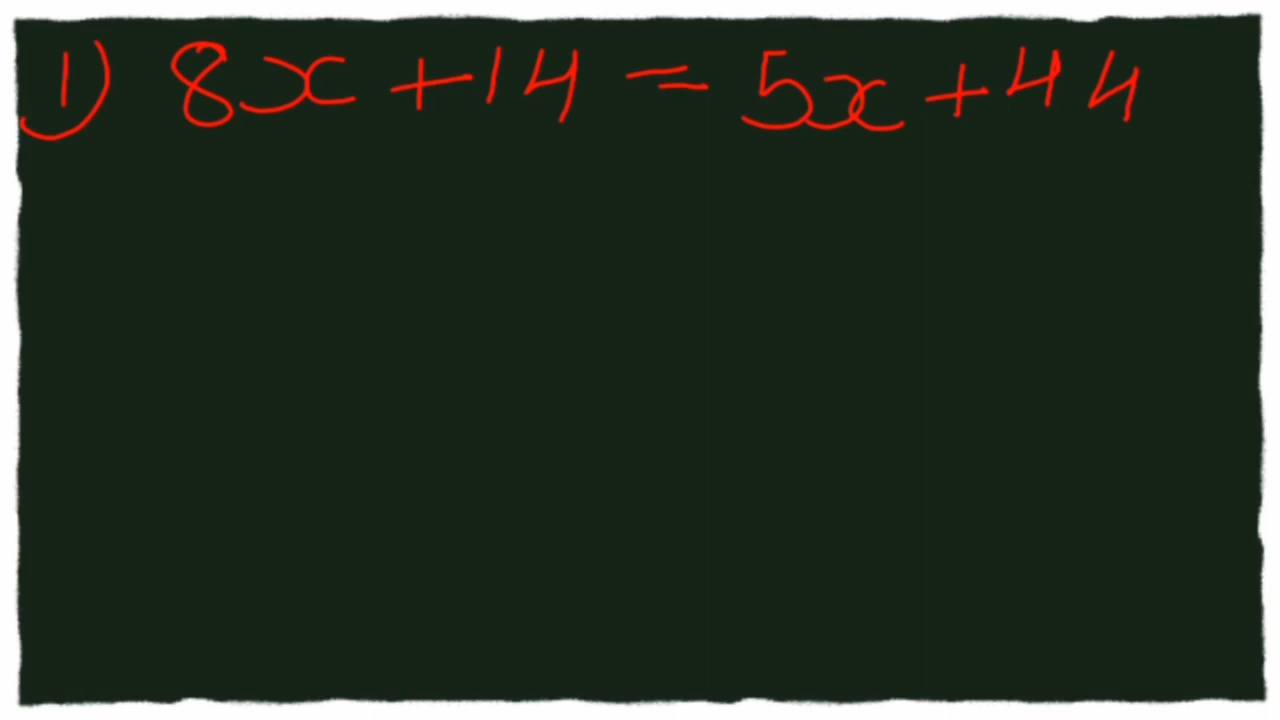 1) 8x + 14 = 5x + 44